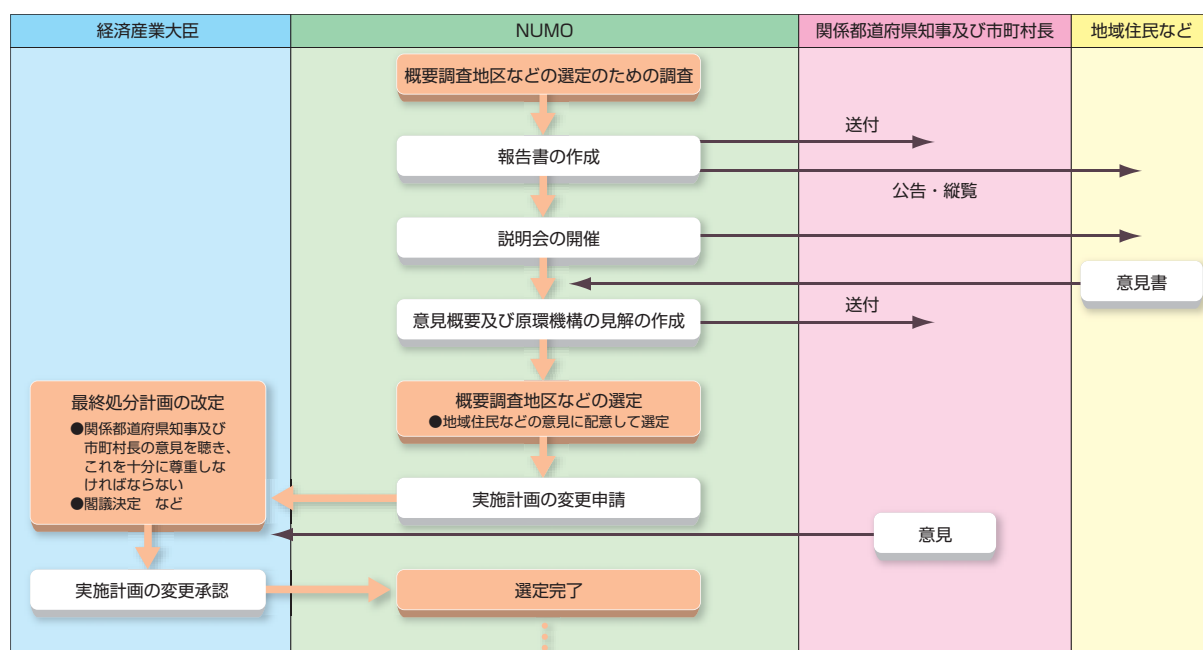 経済産業大臣
NUMO
関係都道府県知事及び市町村長
地域住民など
概要調査地区などの選定のための調査
送付
報告書の作成
公告・縦覧
説明会の開催
意見書
意見概要及び原環機構の見解の作成
送付
最終処分計画の改定
●関係都道府県知事及び
市町村長の意見を聴き、
これを十分に尊重しな
ければならない
●閣議決定 など
概要調査地区などの選定
●地域住民などの意見に配意して選定
実施計画の変更申請
意見
実施計画の変更承認
選定完了